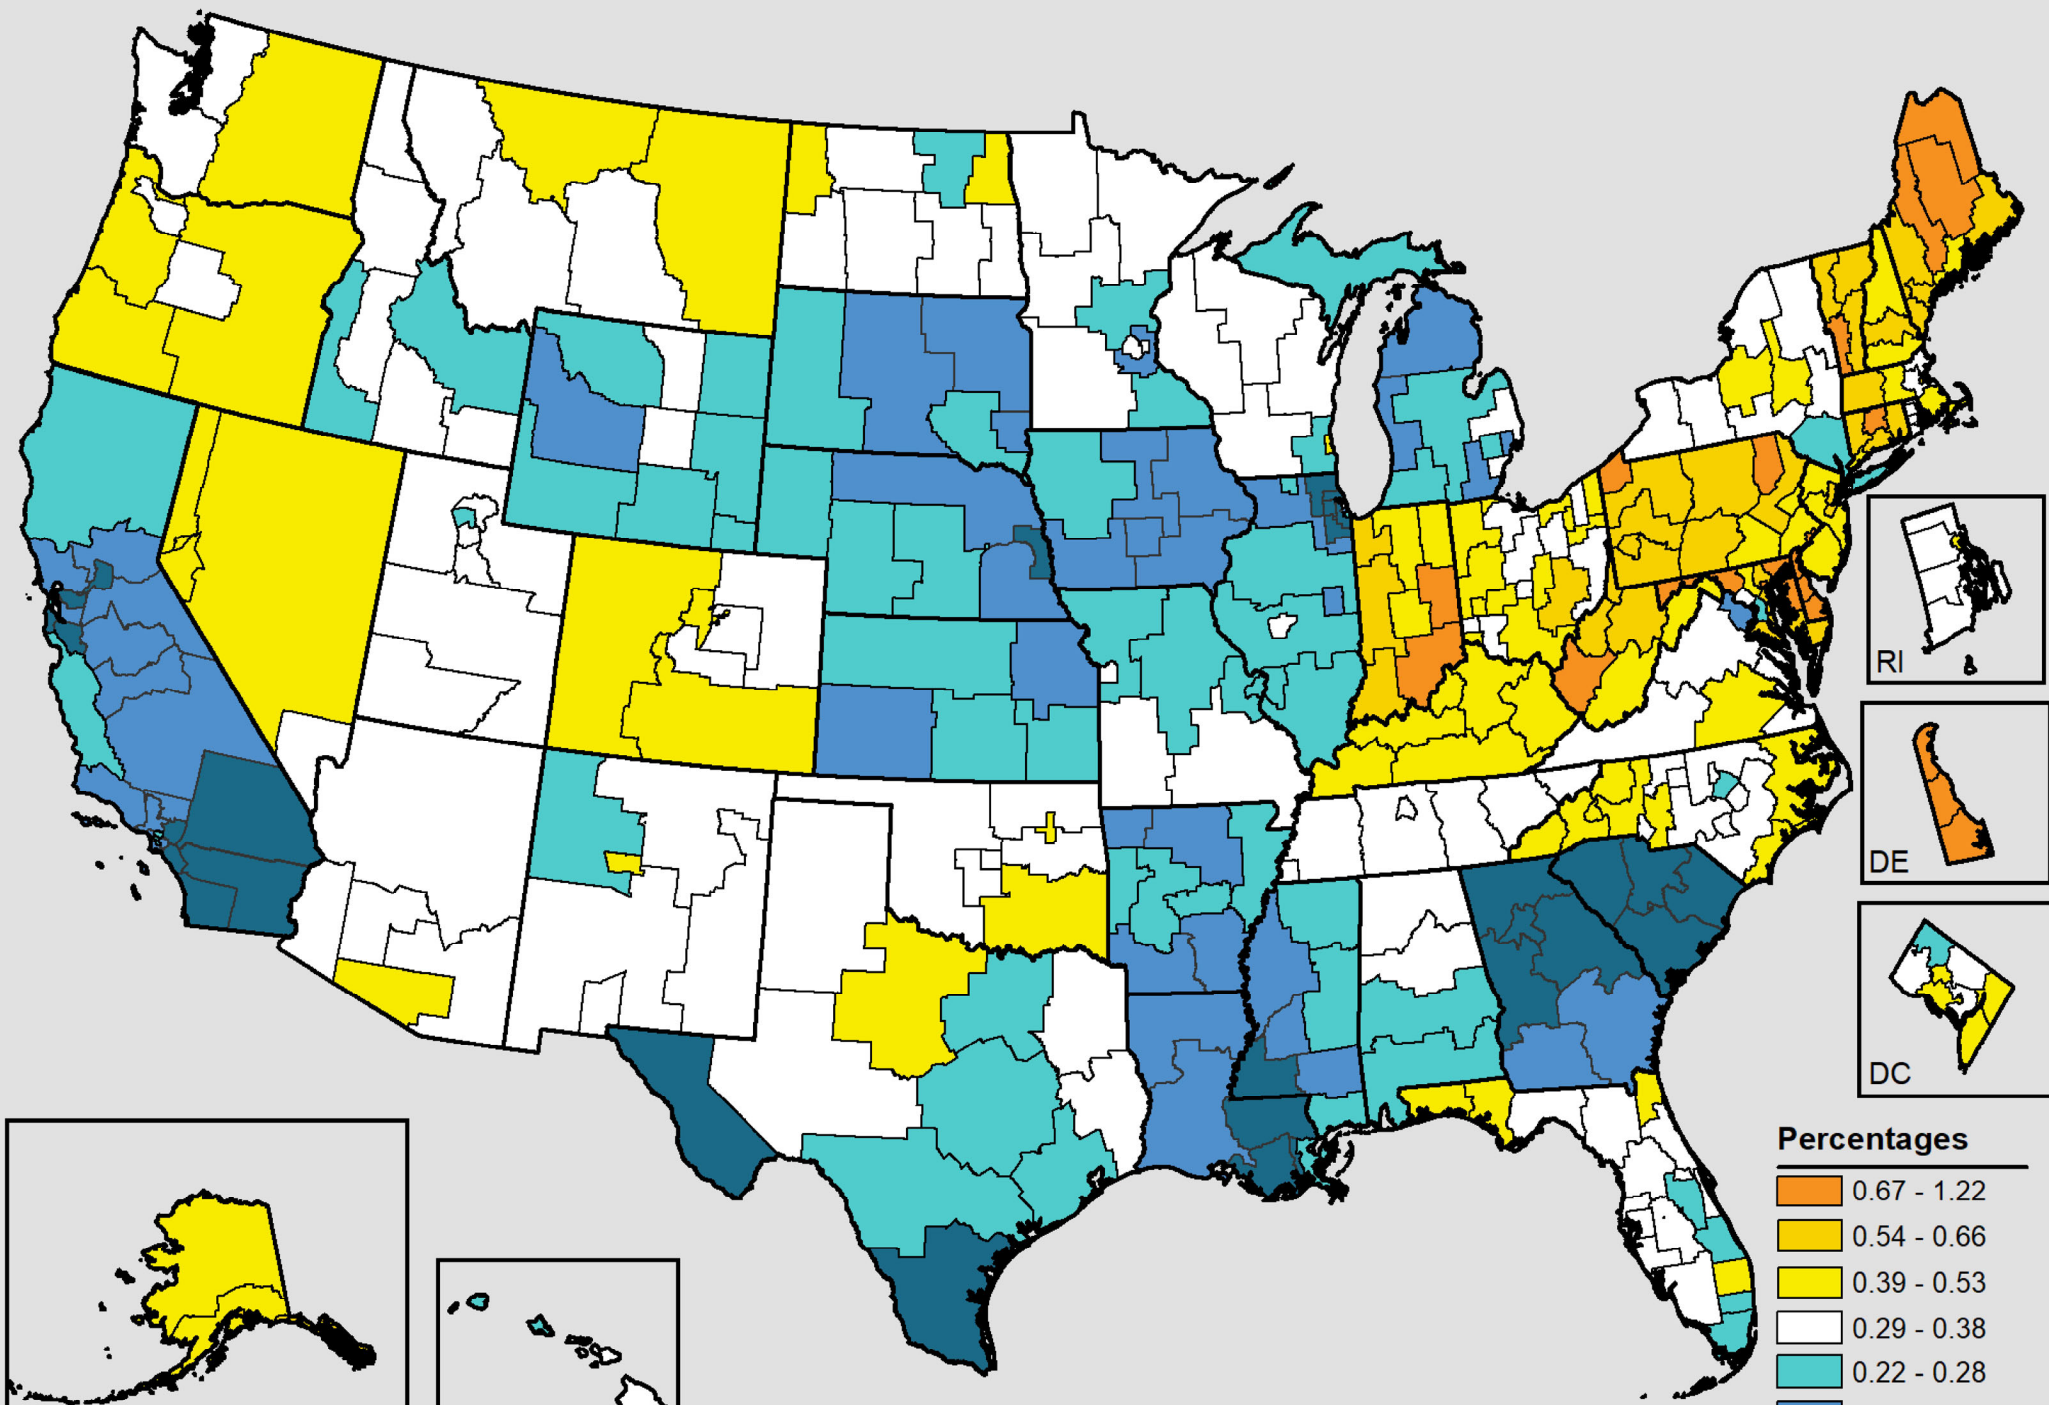 RI
DE
DC
Percentages
0.67 - 1.22
0.54 - 0.66
0.39 - 0.53
0.29 - 0.38
0.22 - 0.28